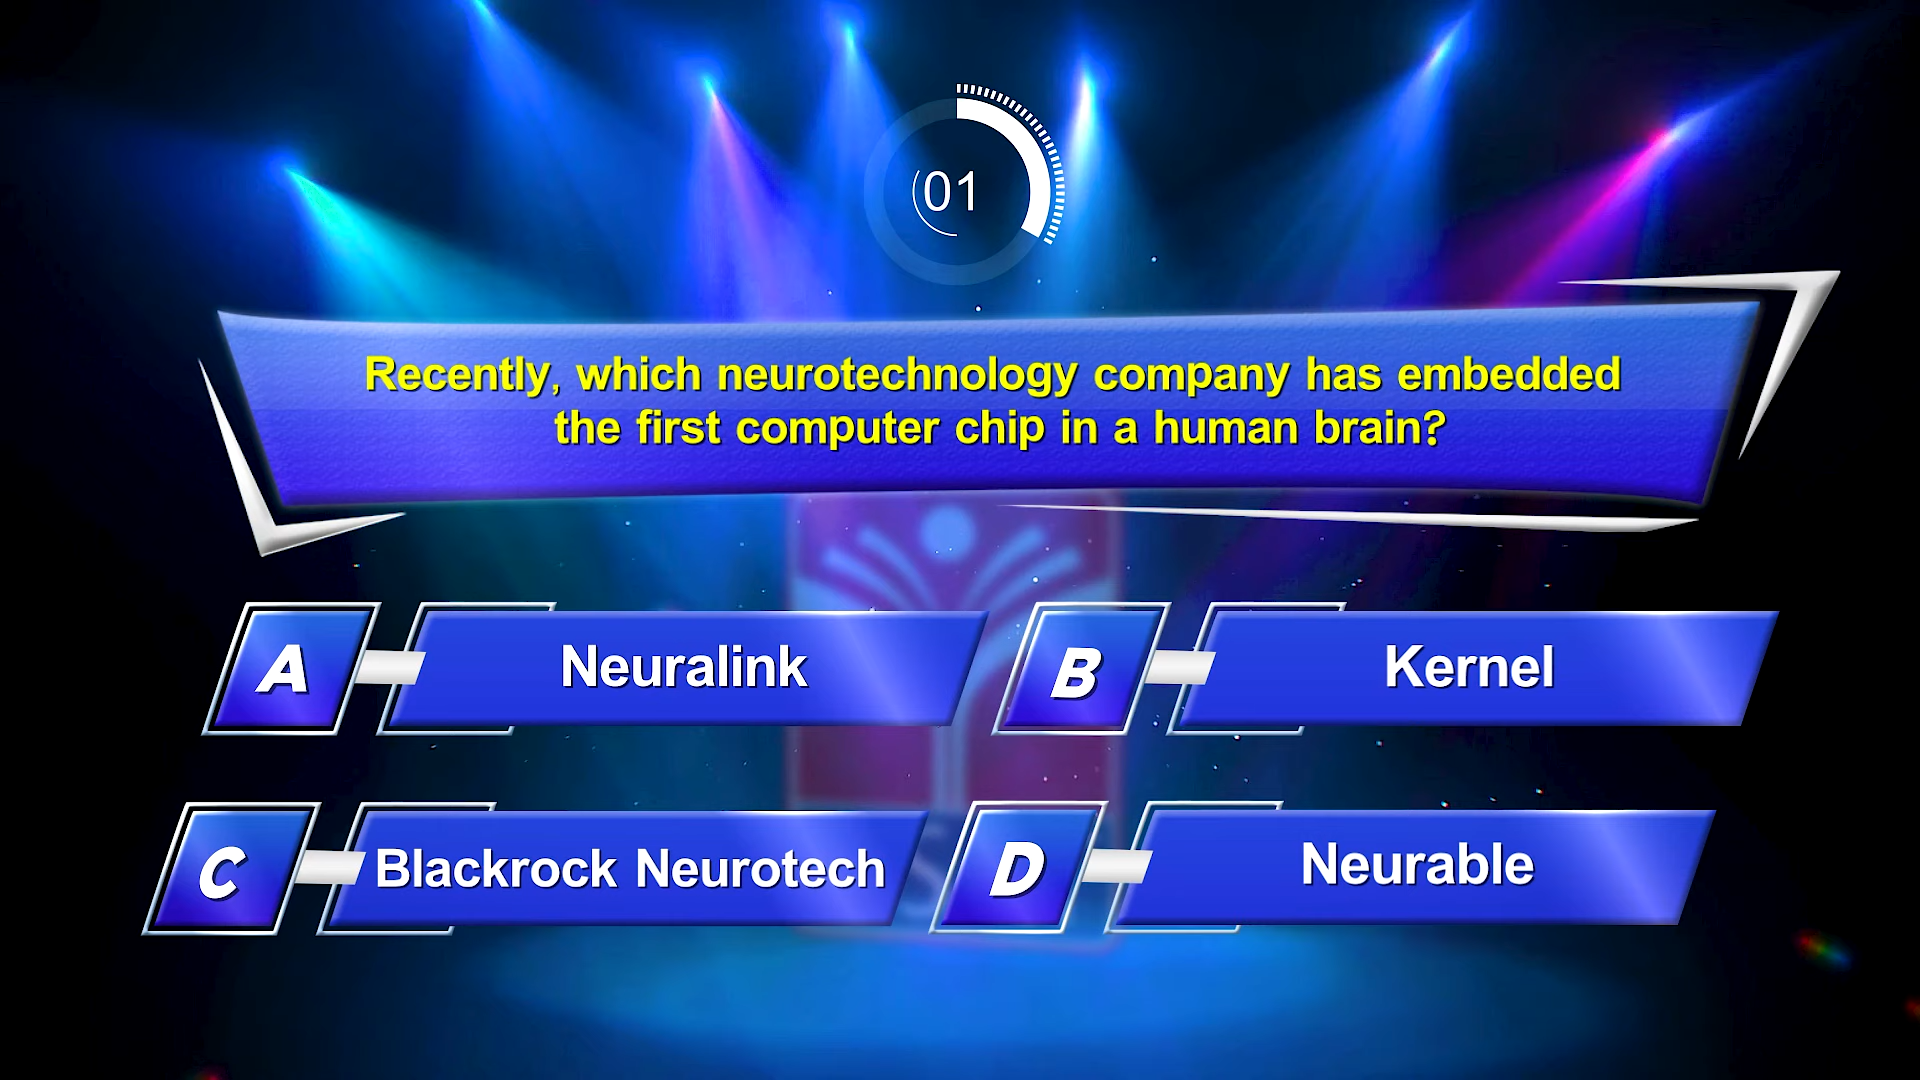 01
Recently, which neurotechnology company has embedded
the first computer chip in a human brain?
A
Neuralink
B
Kernel
C
Blackrock Neurotech
D
Neurable